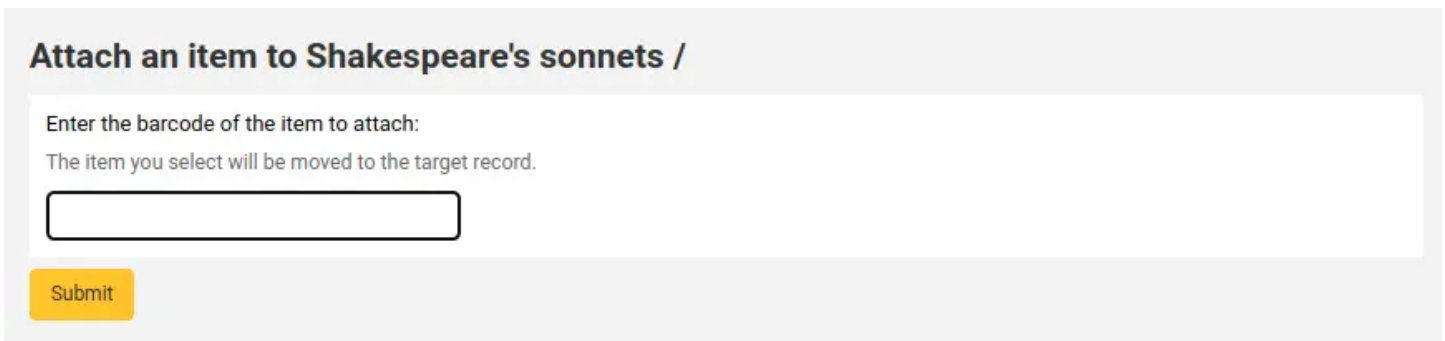 Attach an item to Shakespeare's sonnets /
Enter the barcode of the item to attach:
The item you select will be moved to the target record.
Submit